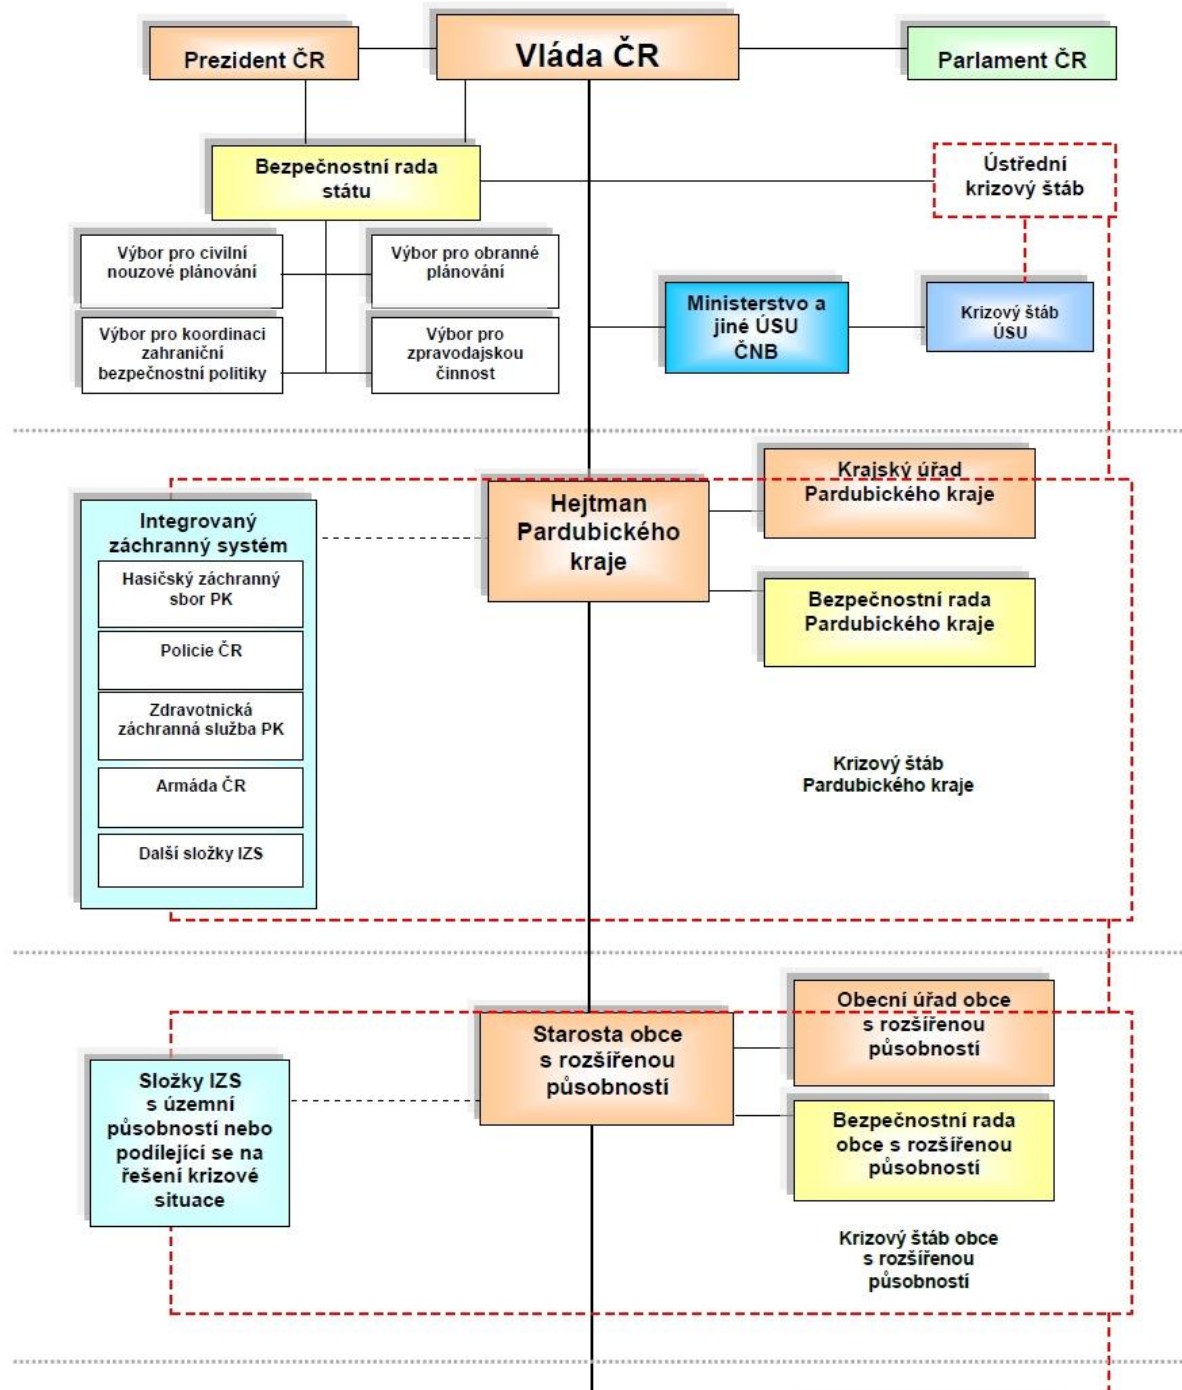 Prezident ČR
Vláda ČR
Parlament ČR
Bezpečnostní rada
státu
Ústřední
krizový štáb
Výbor pro civilní
nouzové plánování
Výbor pro obranné
plánování
Výbor pro koordinaci
zahraniční
bezpečnostní politiky
Výbor pro
zpravodajskou
činnost
Ministerstvo a
jiné ÚSU
ČNB
Krizový štáb
ÚSU
Hejtman
Pardubického
kraje
Krajský úřad
Pardubického kraje
Bezpečnostní rada
Pardubického kraje
Integrovaný
záchranný systém
Hasičský záchranný
sbor PK
Policie ČR
Zdravotnická
záchranná služba PK
Armáda ČR
Další složky IZS
Krizový štáb
Pardubického kraje
Starosta obce
s rozšířenou
působností
Obecní úřad obce
s rozšířenou
působností
Bezpečnostní rada
obce s rozšířenou
působností
Složky IZS
s územní
působností nebo
podílející se na
řešení krizové
situace
Krizový štáb obce
s rozšířenou
působností